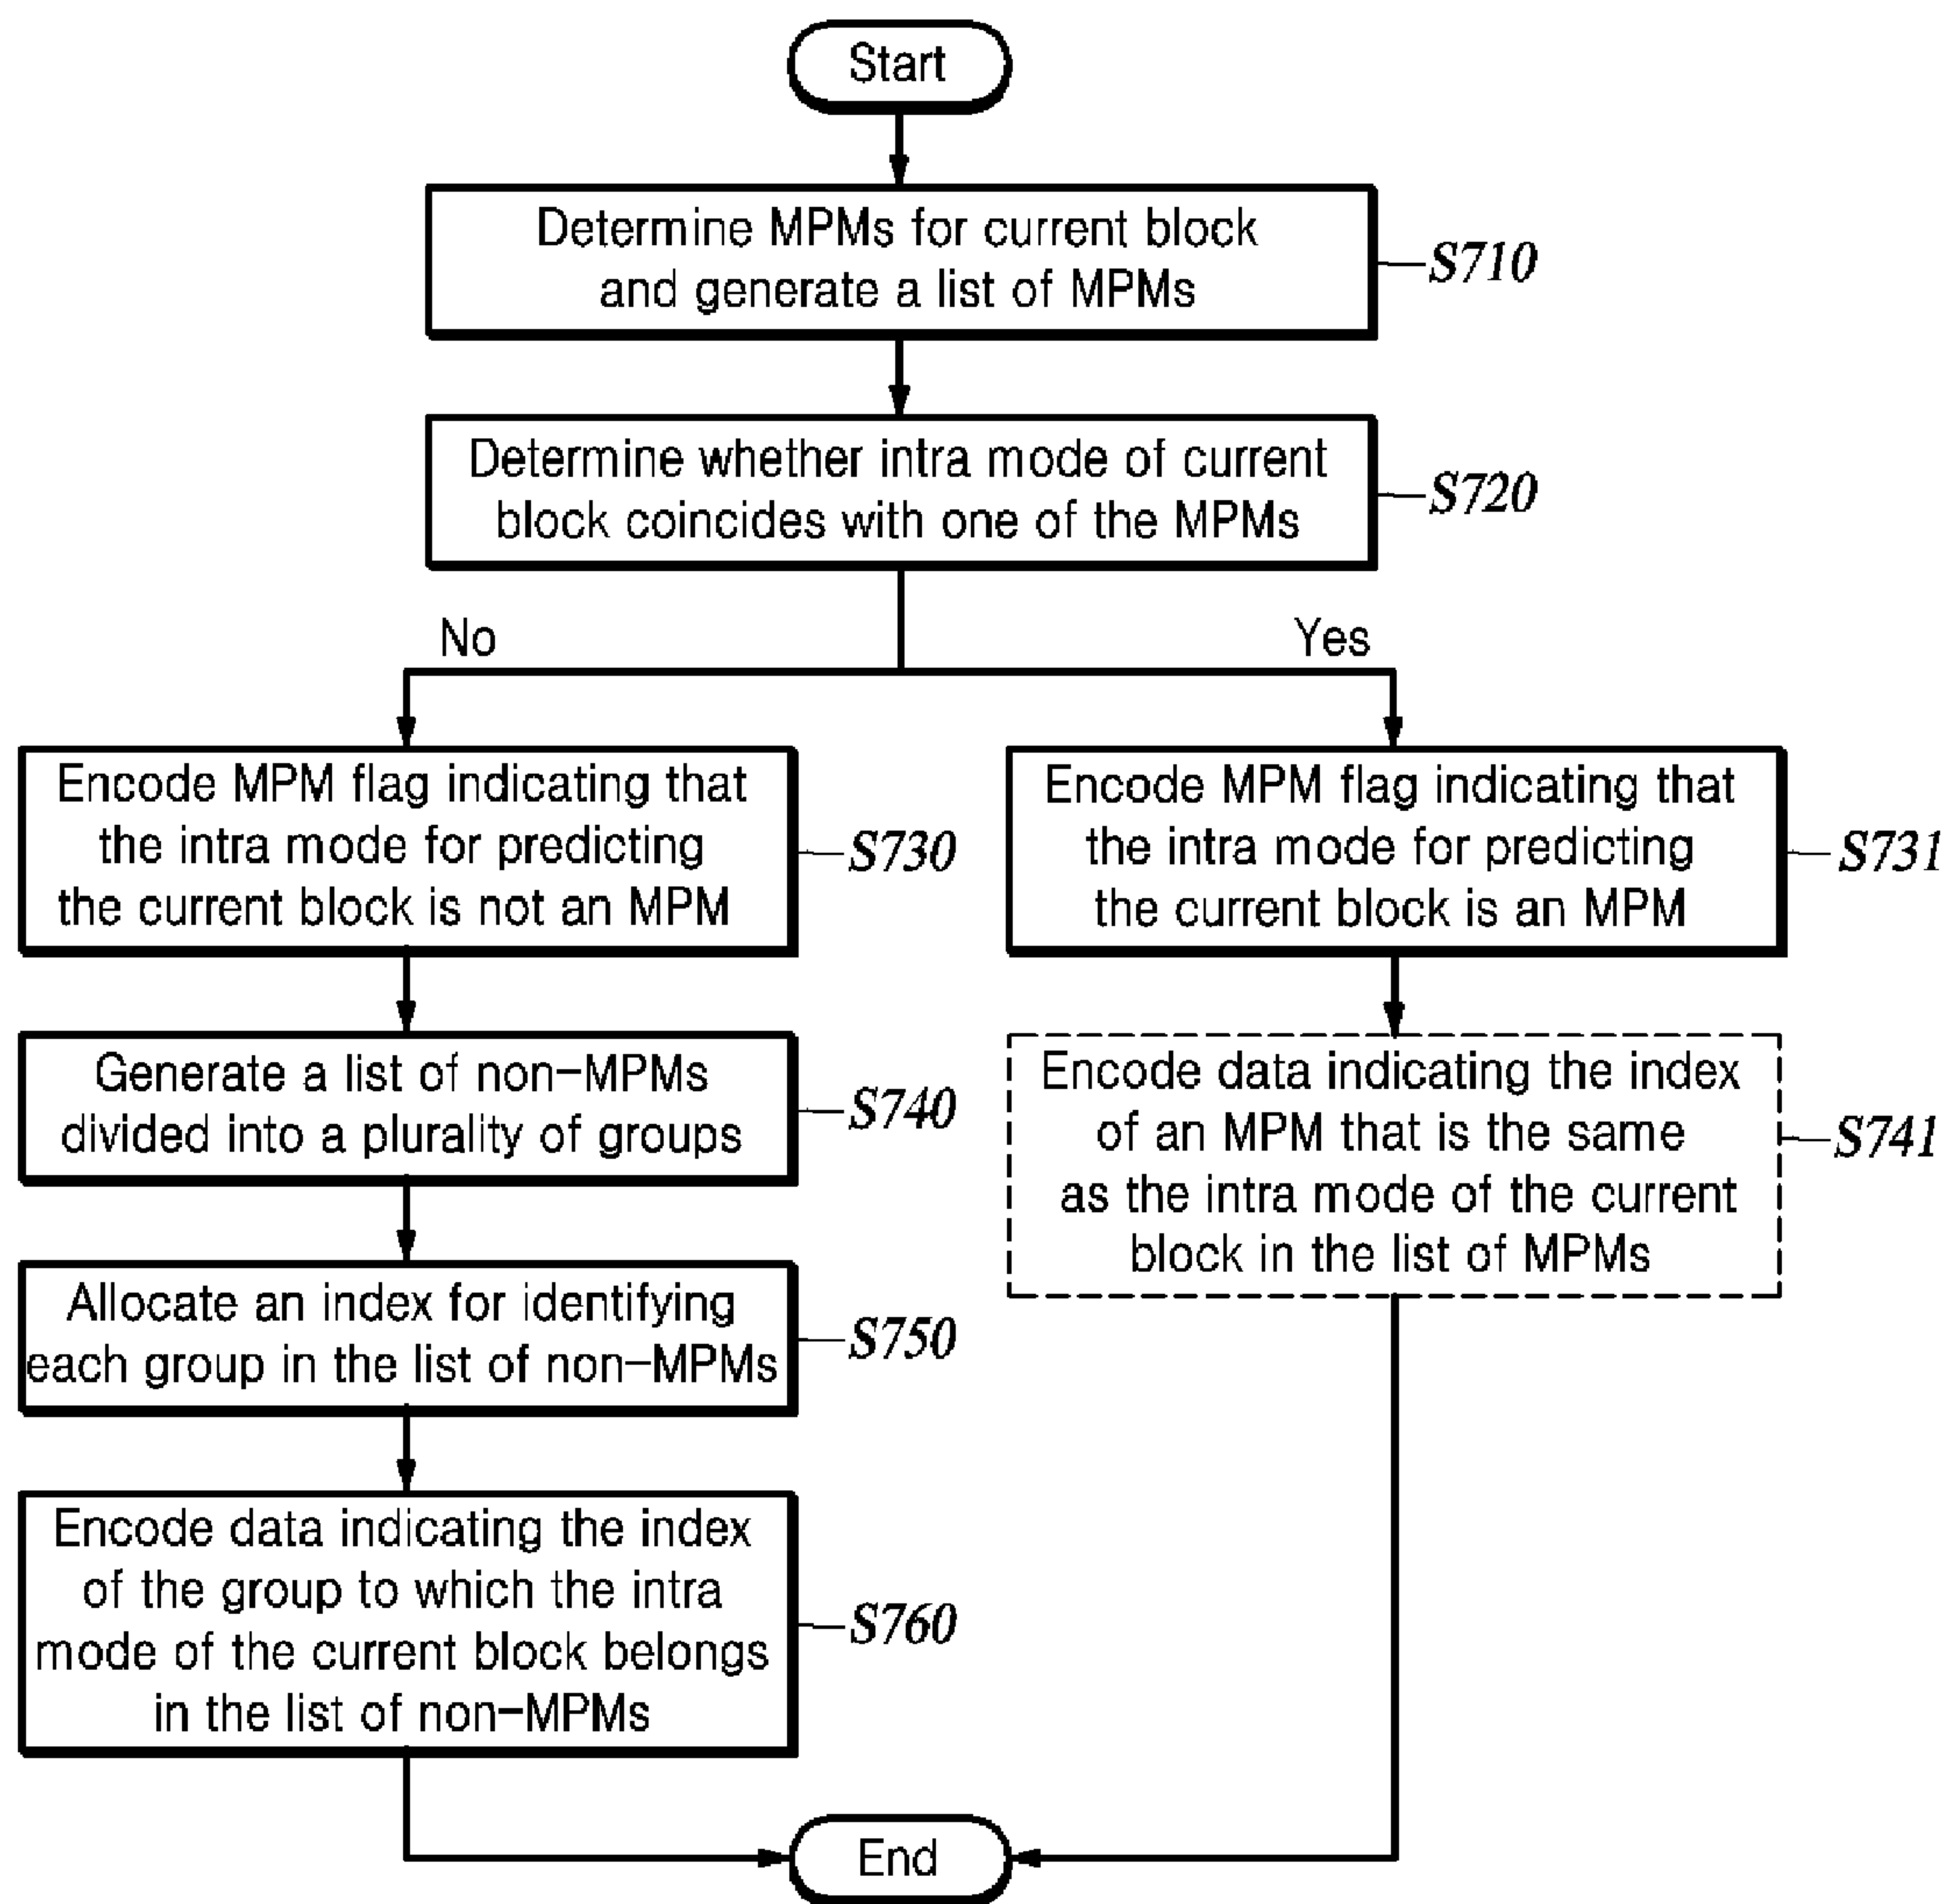 Start
Determine MPMs for current block
and generate a list of MPMs
S710
Determine whether intra mode of current
block coincides with one of the MPMs
S720
No
Yes
Encode MPM flag indicating that
the intra mode for predicting
the current block is not an MPM
S730
Encode MPM flag indicating that
the intra mode for predicting
the current block is an MPM
S731
Generate a list of non-MPMs
divided into a plurality of groups
S740
Encode data indicating the index
of an MPM that is the same
as the intra mode of the current
block in the list of MPMs
S741
Allocate an index for identifying
each group in the list of non-MPMs
S750
Encode data indicating the index
of the group to which the intra
mode of the current block belongs
in the list of non-MPMs
S760
End